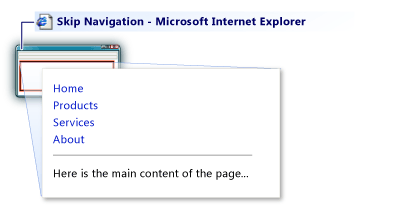 Skip Navigation - Microsoft Internet Explorer
Home
Products
Services
About
Here is the main content of the page...